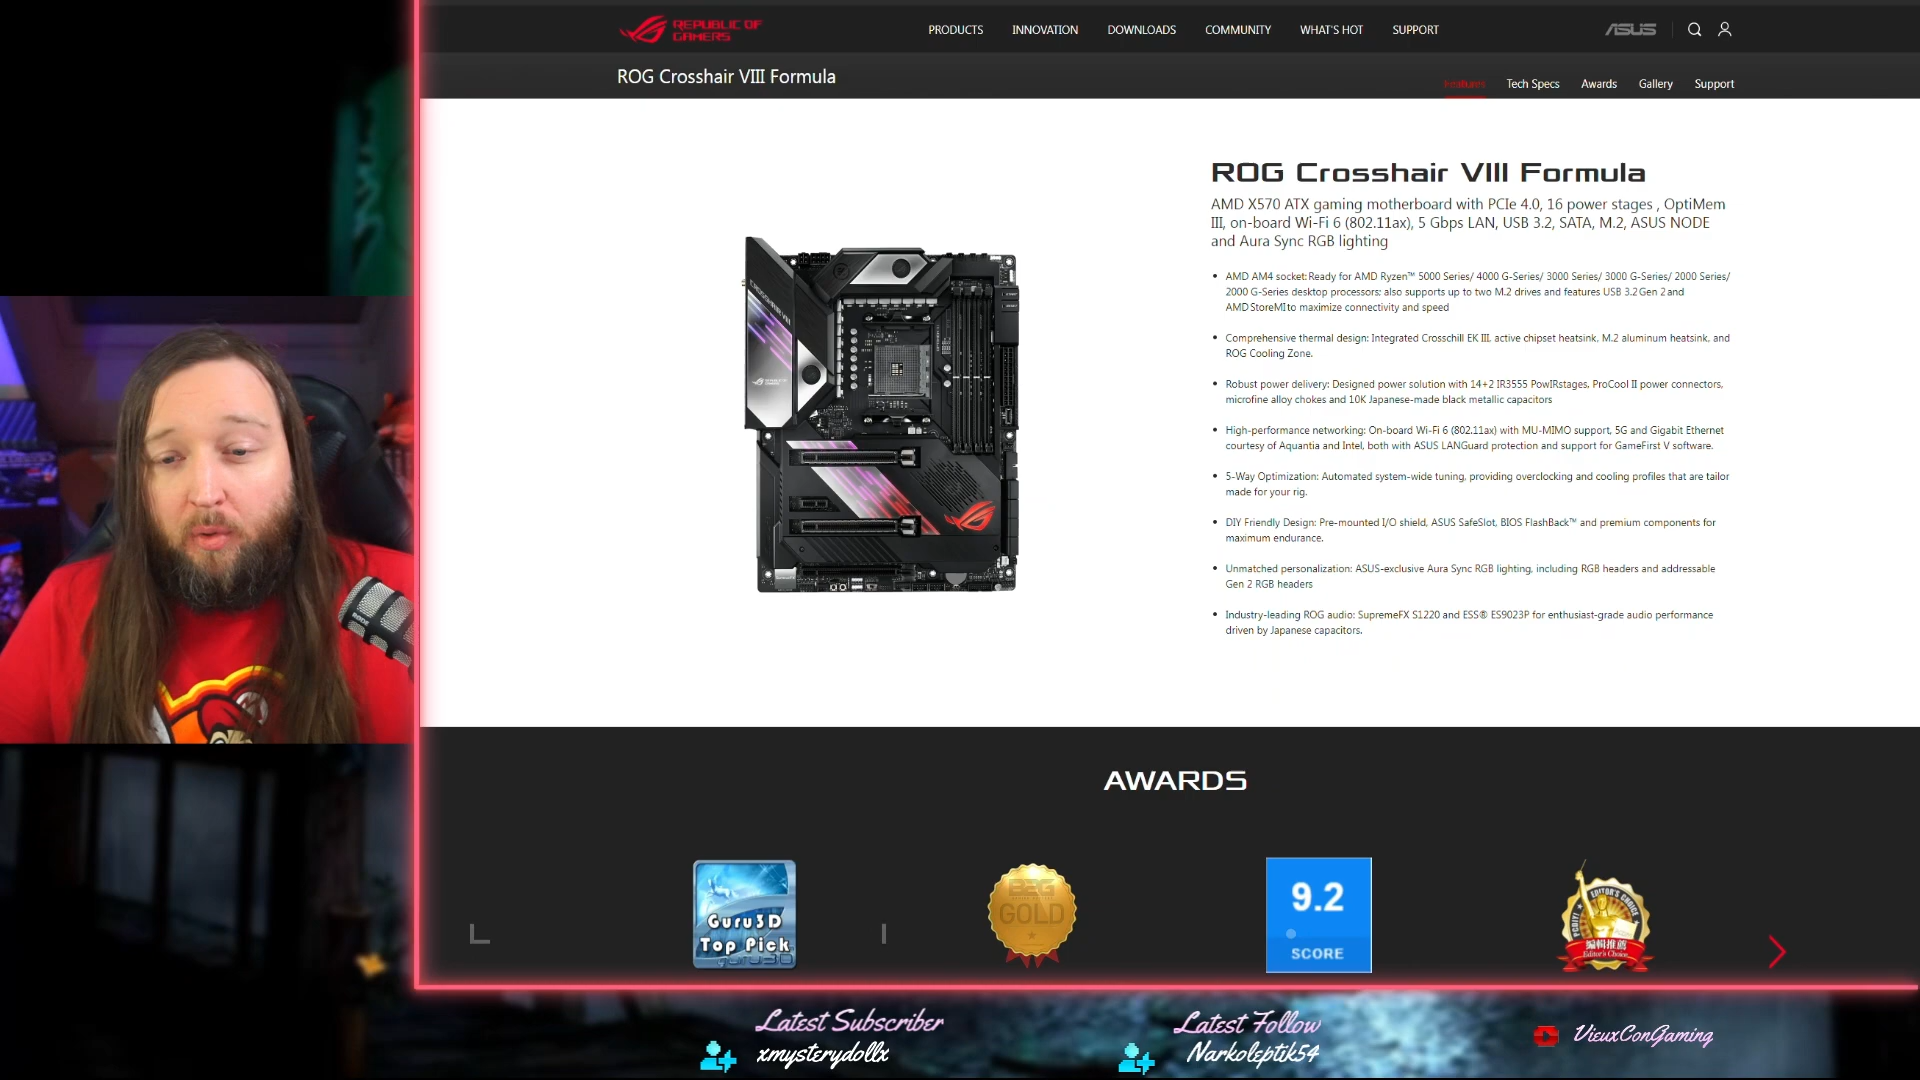 REPUBLIC OF
GAMERS
PRODUCTS
INNOVATION
DOWNLOADS
COMMUNITY
WHAT'S HOT
SUPPORT
ASUS
ROG Crosshair VIII Formula
Features
Tech Specs
Awards
Gallery
Support
ROG Crosshair VIII Formula
AMD X570 ATX gaming motherboard with PCIe 4.0, 16 power stages , OptiMem
III, on-board Wi-Fi 6 (802.11ax), 5 Gbps LAN, USB 3.2, SATA, M.2, ASUS NODE
and Aura Sync RGB lighting
AMD AM4 socket: Ready for AMD Ryzen™ 5000 Series/ 4000 G-Series/ 3000 Series/ 3000 G-Series/ 2000 Series/
2000 G-Series desktop processors; also supports up to two M.2 drives and features USB 3.2 Gen 2 and
AMD StoreMI to maximize connectivity and speed
Comprehensive thermal design: Integrated Crosschill EK III, active chipset heatsink, M.2 aluminum heatsink, and
ROG Cooling Zone.
Robust power delivery: Designed power solution with 14+2 IR3555 PowIRstages, ProCool II power connectors,
microfine alloy chokes and 10K Japanese-made black metallic capacitors
High-performance networking: On-board Wi-Fi 6 (802.11ax) with MU-MIMO support, 5G and Gigabit Ethernet
courtesy of Aquantia and Intel, both with ASUS LANGuard protection and support for GameFirst V software.
5-Way Optimization: Automated system-wide tuning, providing overclocking and cooling profiles that are tailor
made for your rig.
DIY Friendly Design: Pre-mounted I/O shield, ASUS SafeSlot, BIOS FlashBack™ and premium components for
maximum endurance.
Unmatched personalization: ASUS-exclusive Aura Sync RGB lighting, including RGB headers and addressable
Gen 2 RGB headers
Industry-leading ROG audio: SupremeFX S1220 and ESS® ES9023P for enthusiast-grade audio performance
driven by Japanese capacitors.
CROSSHAIR VIII
AWARDS
Guru3D
Top Pick
guru3D
B2G
GOLD
9.2
SCORE
EDITOR'S CHOICE
編輯推薦
Editor's Choice
Latest Subscriber
xmysterydollx
Latest Follow
Narkoleptik54
VieuxConGaming